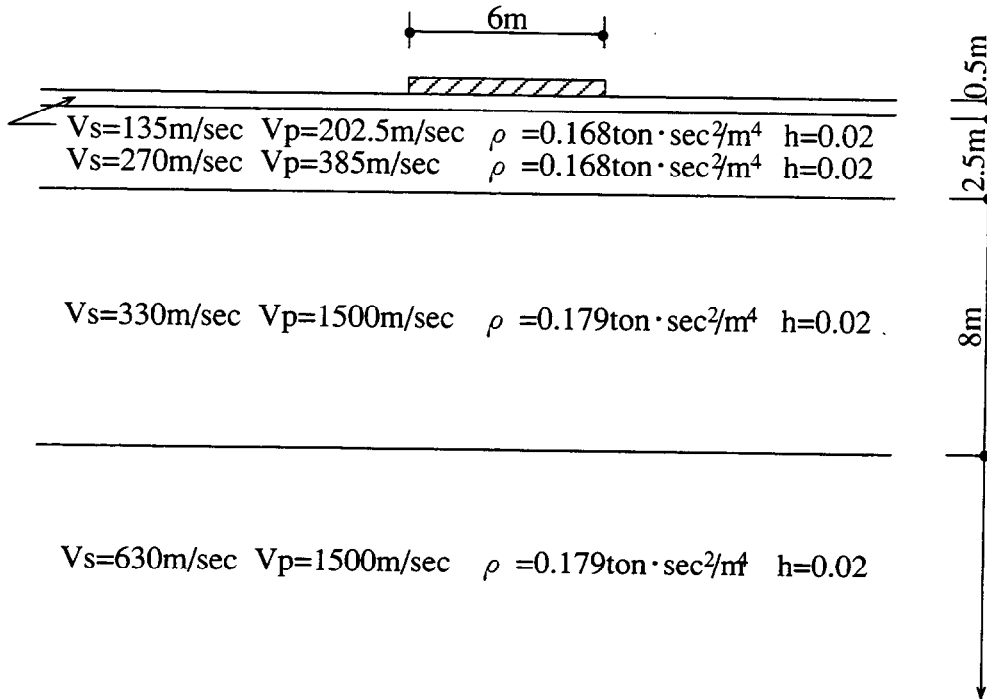 6m
0.5m
Vs=135m/sec Vp=202.5m/sec ρ=0.168ton·sec²/m⁴ h=0.02
Vs=270m/sec Vp=385m/sec ρ=0.168ton·sec²/m⁴ h=0.02
2.5m
Vs=330m/sec Vp=1500m/sec ρ=0.179ton·sec²/m⁴ h=0.02
8m
Vs=630m/sec Vp=1500m/sec ρ=0.179ton·sec²/m⁴ h=0.02